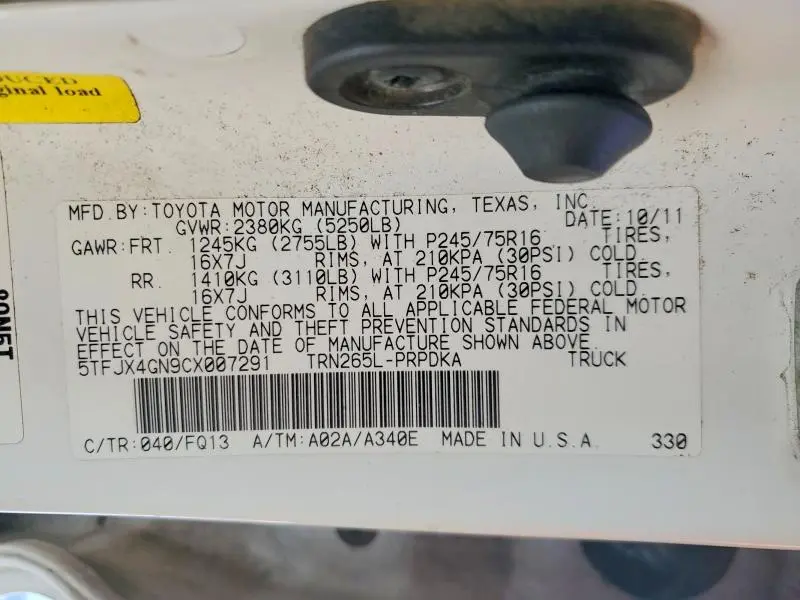 UCED
ginal load
MFD.BY:TOYOTA MOTOR MANUFACTURING, TEXAS, INC.
GVWR:2380KG (5250LB) DATE:10/11
GAWR:FRT. 1245KG (2755LB) WITH P245/75R16 TIRES,
16X7J RIMS, AT 210KPA (30PSI) COLD.
RR. 1410KG (3110LB) WITH P245/75R16 TIRES,
16X7J RIMS, AT 210KPA (30PSI) COLD.
THIS VEHICLE CONFORMS TO ALL APPLICABLE FEDERAL MOTOR
VEHICLE SAFETY AND THEFT PREVENTION STANDARDS IN
EFFECT ON THE DATE OF MANUFACTURE SHOWN ABOVE.
5TFJX4GN9CX007291 TRN265L-PRPDKA TRUCK
C/TR:040/FQ13 A/TM:A02A/A340E MADE IN U.S.A. 330